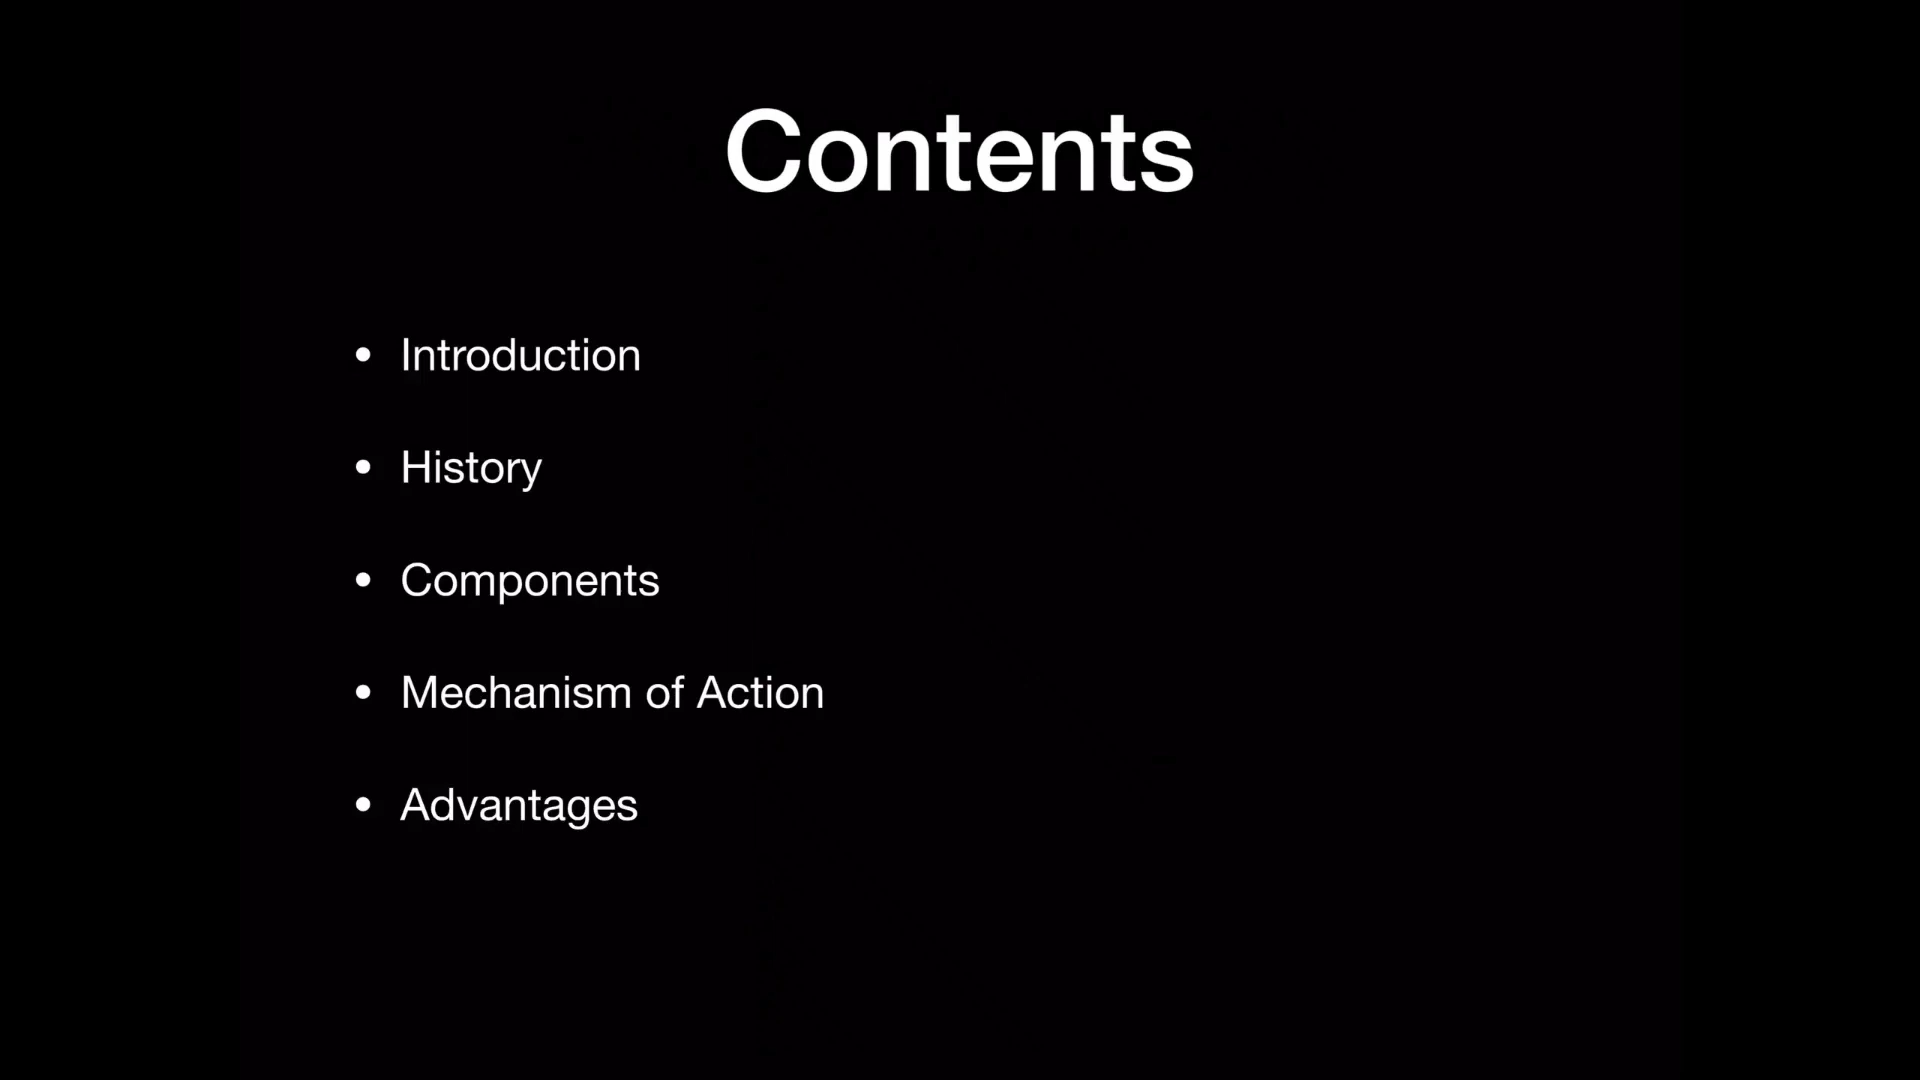 Contents
• Introduction
• History
• Components
• Mechanism of Action
• Advantages